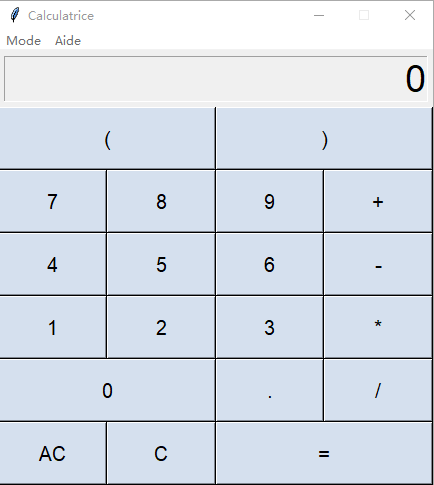 Calculatrice
Mode Aide
0
( )
7 8 9 +
4 5 6 -
1 2 3 *
0 . /
AC C =